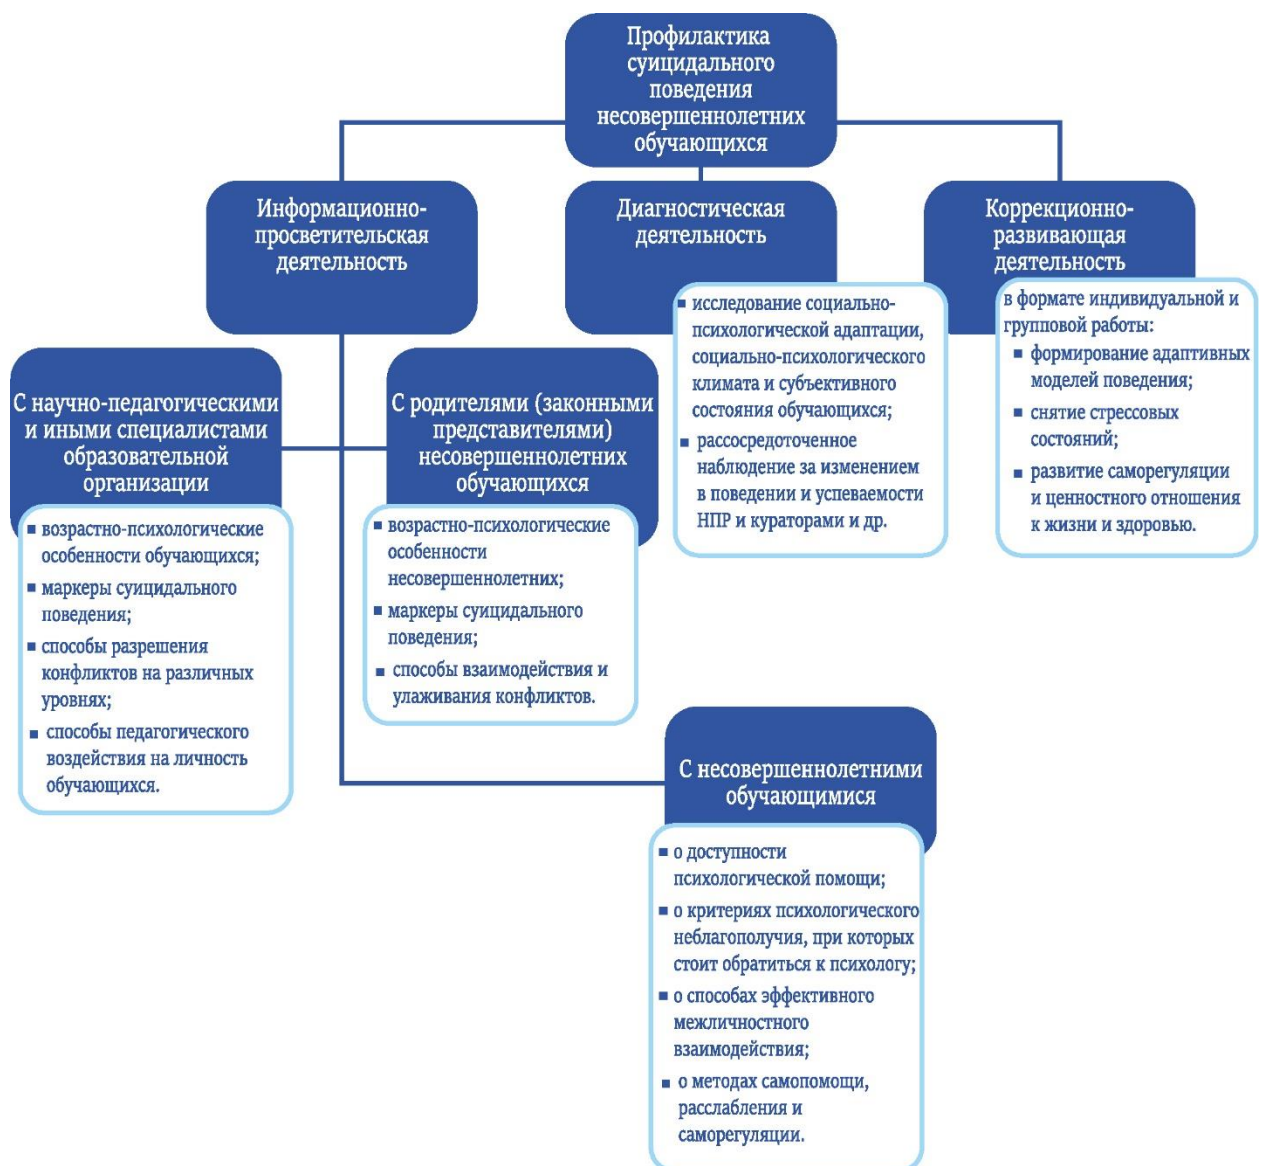 Профилактика
суицидального
поведения
несовершеннолетних
обучающихся
Информационно-
просветительская
деятельность
Диагностическая
деятельность
Коррекционно-
развивающая
деятельность
▪ исследование социально-
психологической адаптации,
социально-психологического
климата и субъективного
состояния обучающихся;
▪ рассосредоточенное
наблюдение за изменением
в поведении и успеваемости
НПР и кураторами и др.
в формате индивидуальной и
групповой работы:
▪ формирование адаптивных
моделей поведения;
▪ снятие стрессовых
состояний;
▪ развитие саморегуляции
и ценностного отношения
к жизни и здоровью.
С научно-педагогическими
и иными специалистами
образовательной
организации
▪ возрастно-психологические
особенности обучающихся;
▪ маркеры суицидального
поведения;
▪ способы разрешения
конфликтов на различных
уровнях;
▪ способы педагогического
воздействия на личность
обучающихся.
С родителями (законными
представителями)
несовершеннолетних
обучающихся
▪ возрастно-психологические
особенности
несовершеннолетних;
▪ маркеры суицидального
поведения;
▪ способы взаимодействия и
улаживания конфликтов.
С несовершеннолетними
обучающимися
▪ о доступности
психологической помощи;
▪ о критериях психологического
неблагополучия, при которых
стоит обратиться к психологу;
▪ о способах эффективного
межличностного
взаимодействия;
▪ о методах самопомощи,
расслабления и
саморегуляции.